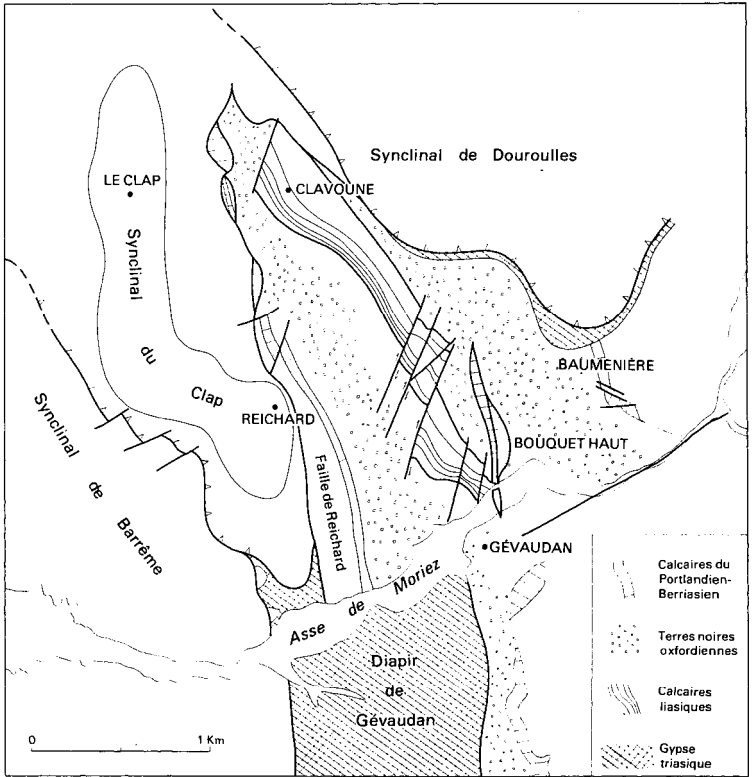 Synclinal de Douroulles
LE CLAP
CLAVOUNE
Synclinal
du
Clap
BAUMENIÈRE
REICHARD
BOUQUET HAUT
Synclinal
de
Barrême
Faille de Reichard
GÉVAUDAN
Asse de Moriez
Diapir
de
Gévaudan
Calcaires du
Portlandien-
Berriasien
Terres noires
oxfordiennes
Calcaires
liasiques
Gypse
triasique
0 1 Km